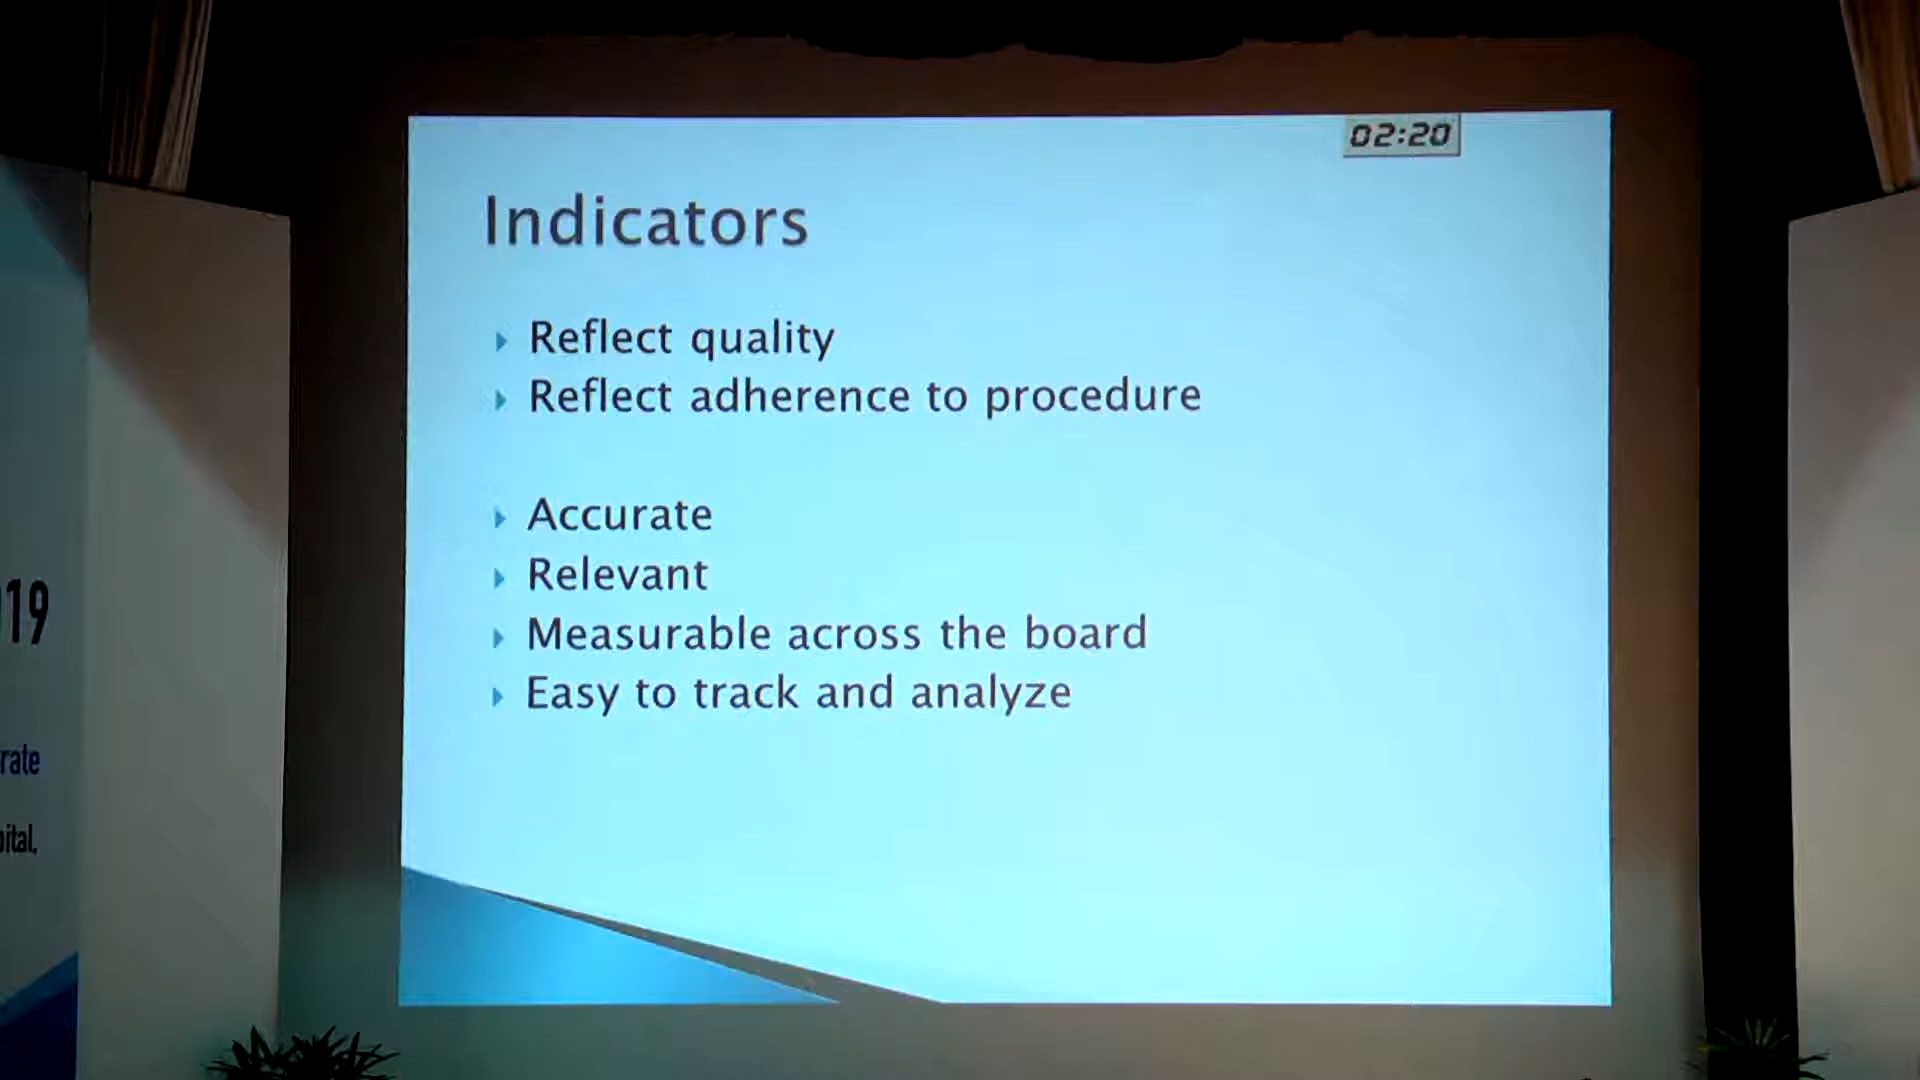 02:20
Indicators
Reflect quality
Reflect adherence to procedure
Accurate
Relevant
Measurable across the board
Easy to track and analyze
19
rate